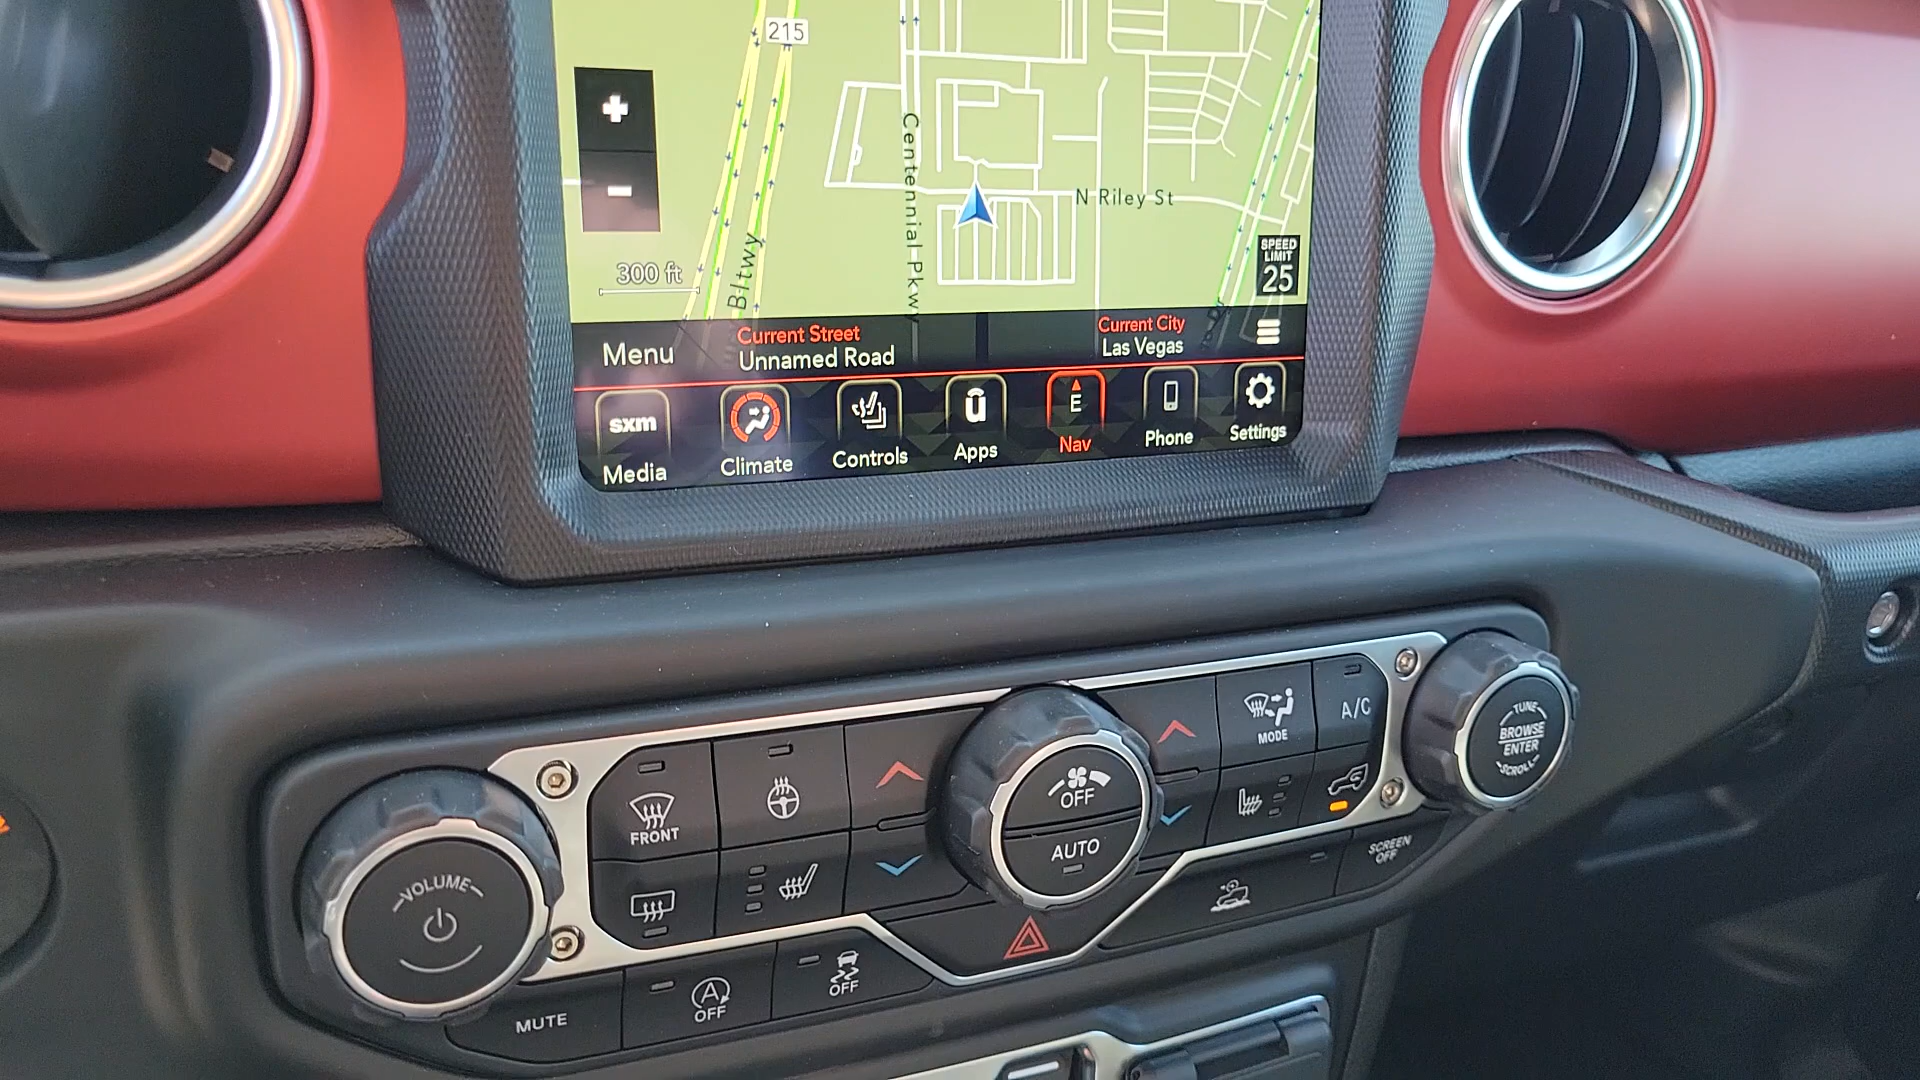 215
Centennial Pkwy
N Riley St
Bltwy
300 ft
SPEED
LIMIT
25
Current Street
Unnamed Road
Current City
Las Vegas
Menu
sxm
Media
Climate
Controls
Apps
E
Nav
Phone
Settings
FRONT
OFF
AUTO
MODE
A/C
TUNE
BROWSE
ENTER
SCROLL
VOLUME
SCREEN
OFF
MUTE
A
OFF
OFF